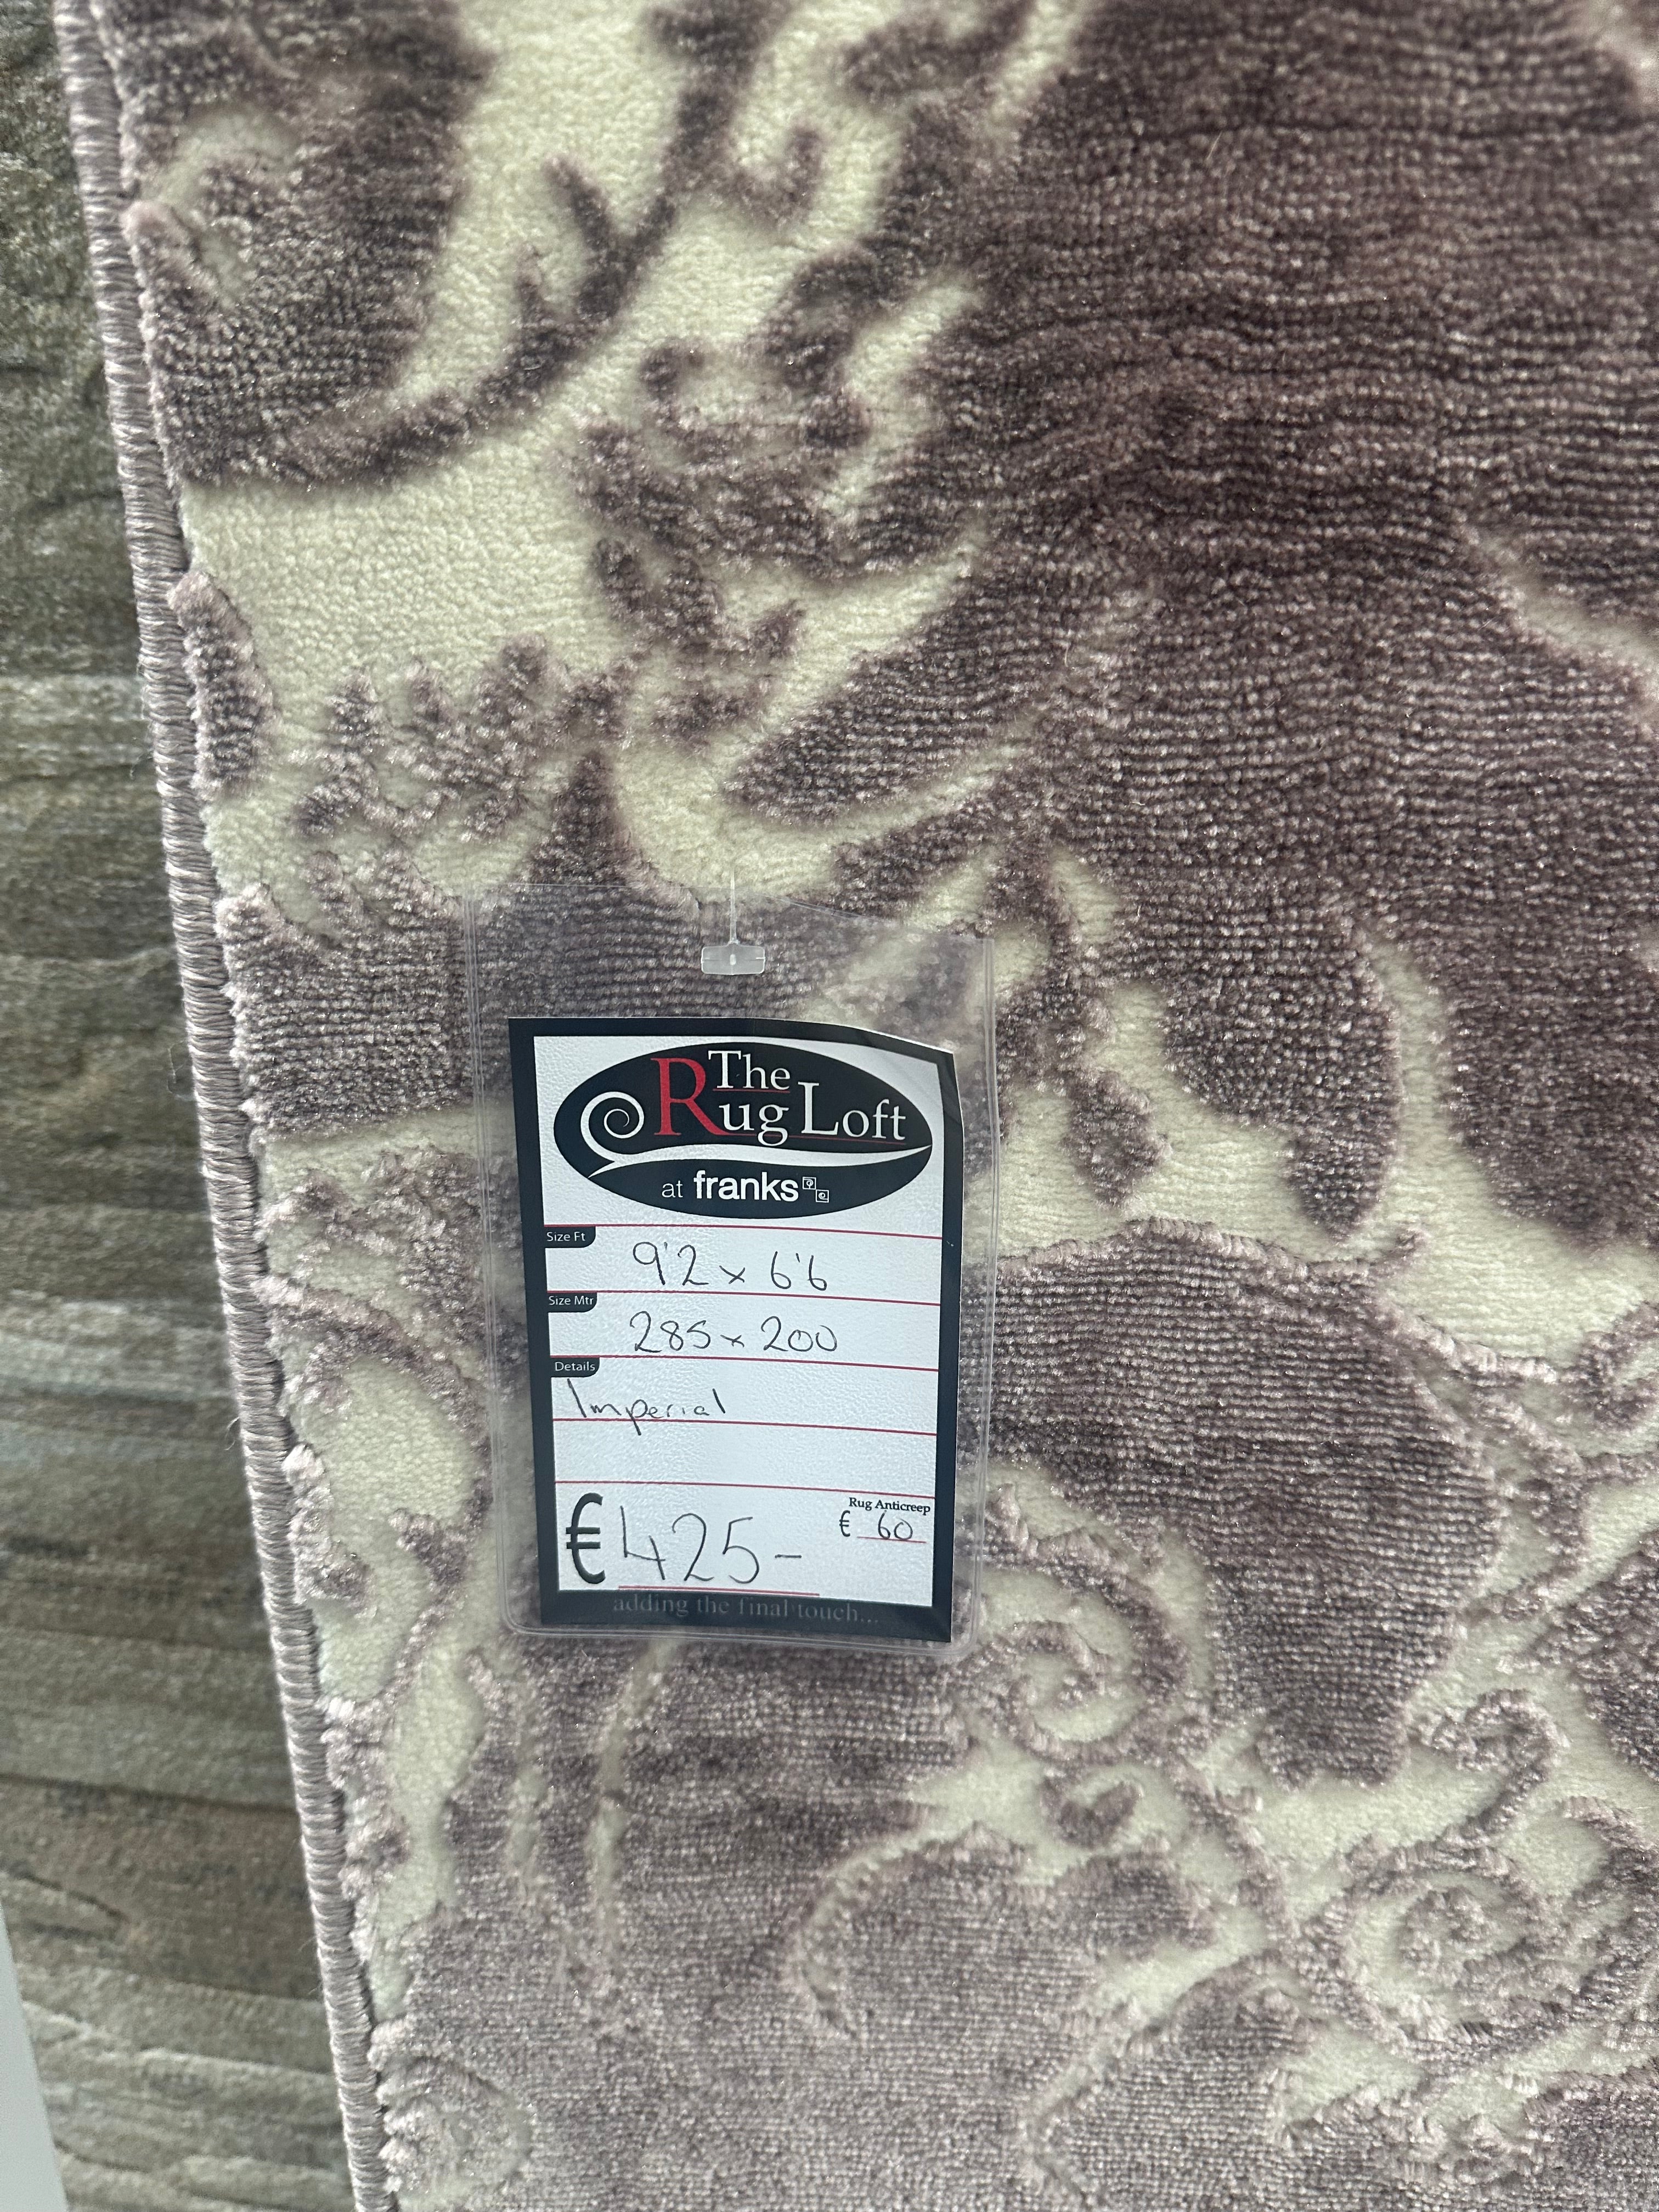 The
Rug Loft
at franks
Size Ft
9'2 x 6'6
Size Mtr
285 x 200
Details
Imperial
Rug Anticreep
€ 60
€425-
adding the final touch...